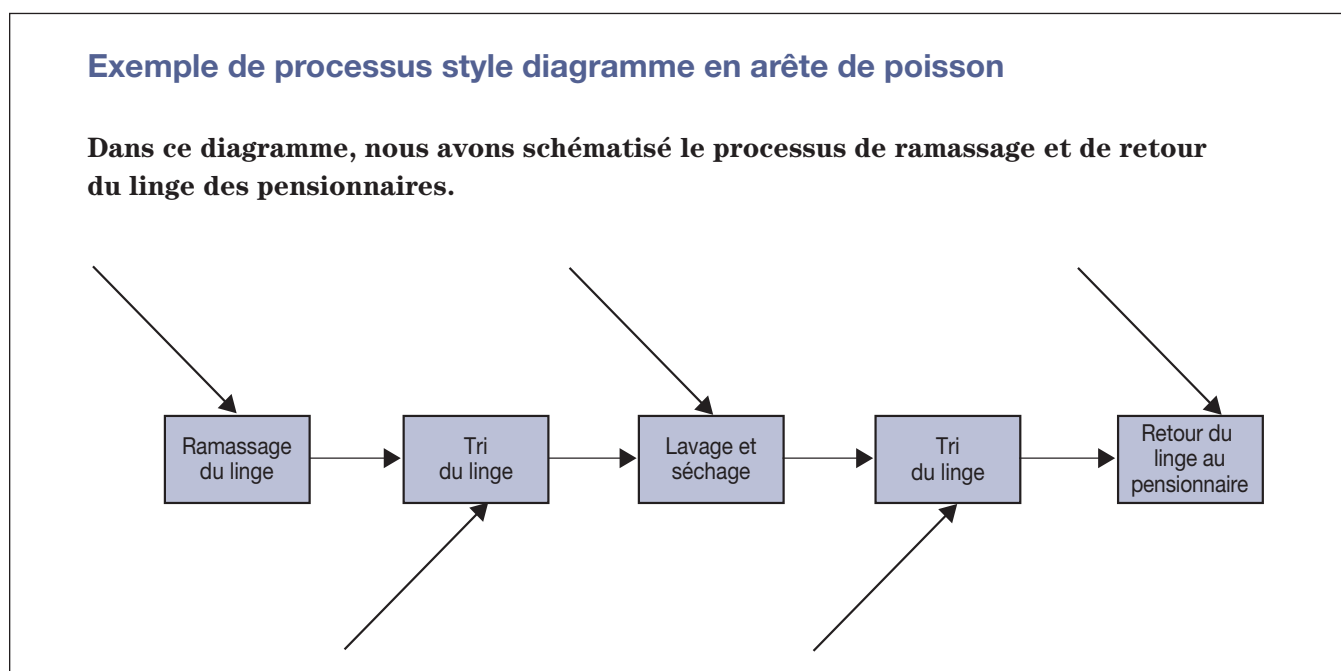 Exemple de processus style diagramme en arête de poisson
Dans ce diagramme, nous avons schématisé le processus de ramassage et de retour
du linge des pensionnaires.
Ramassage
du linge
Tri
du linge
Lavage et
séchage
Tri
du linge
Retour du
linge au
pensionnaire